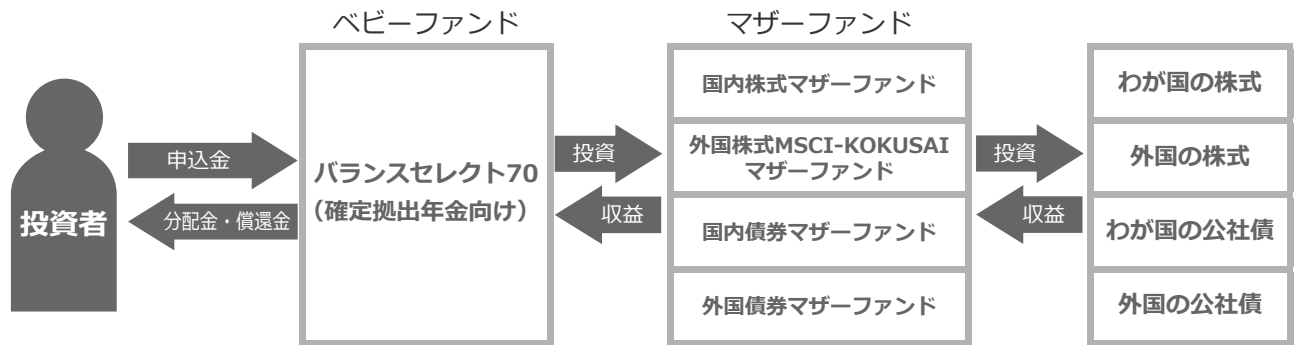 ベビーファンド
マザーファンド
投資者
申込金
分配金・償還金
バランスセレクト70
（確定拠出年金向け）
投資
収益
国内株式マザーファンド
外国株式MSCI-KOKUSAI
マザーファンド
国内債券マザーファンド
外国債券マザーファンド
投資
収益
わが国の株式
外国の株式
わが国の公社債
外国の公社債